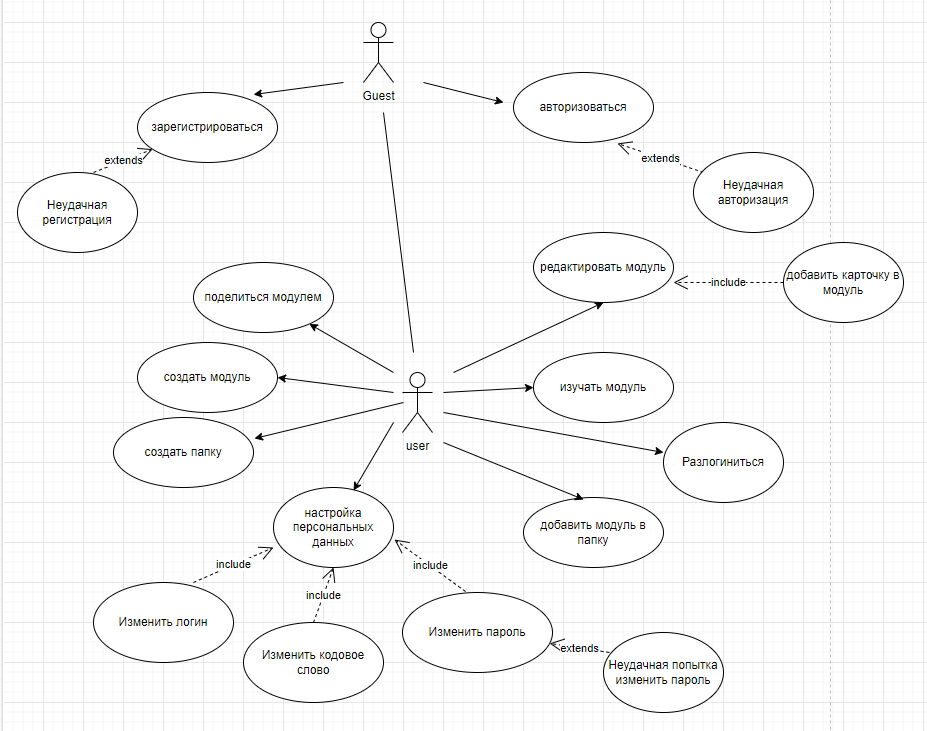 Guest
зарегистрироваться
авторизоваться
extends
extends
Неудачная
регистрация
Неудачная
авторизация
поделиться модулем
редактировать модуль
include
добавить карточку в
модуль
создать модуль
изучать модуль
user
создать папку
Разлогиниться
настройка
персональных
данных
добавить модуль в
папку
include
include
include
Изменить логин
Изменить кодовое
слово
Изменить пароль
extends
Неудачная попытка
изменить пароль